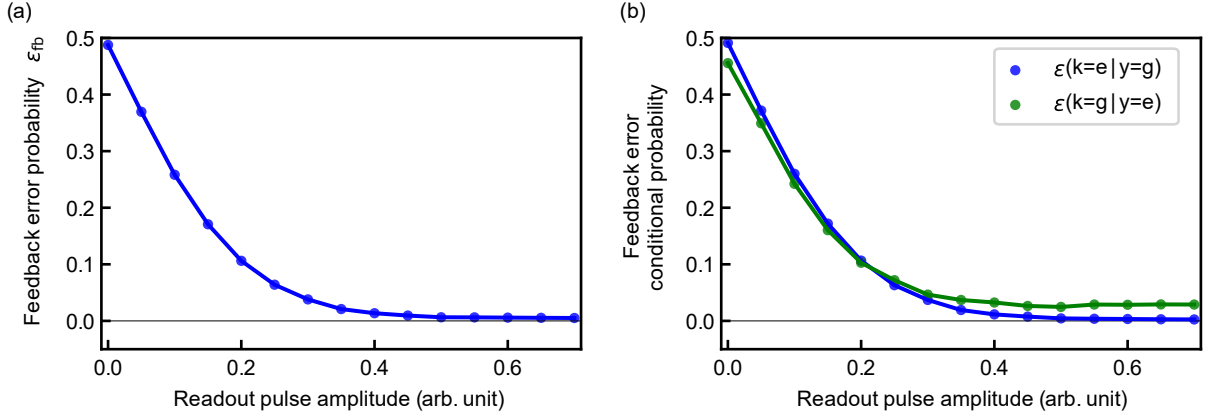 (a)
Feedback error probability ε_fb
0.5
0.4
0.3
0.2
0.1
0.0
0.0 0.2 0.4 0.6
Readout pulse amplitude (arb. unit)
(b)
Feedback error
conditional probability
0.5
0.4
0.3
0.2
0.1
0.0
ε(k=e|y=g)
ε(k=g|y=e)
0.0 0.2 0.4 0.6
Readout pulse amplitude (arb. unit)